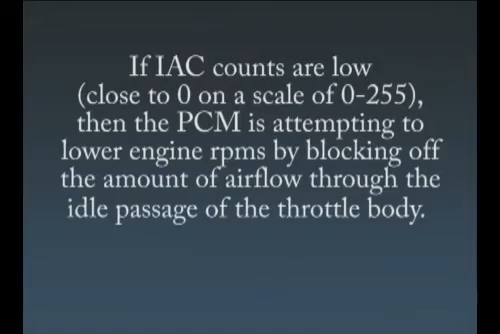 If IAC counts are low
(close to 0 on a scale of 0-255),
then the PCM is attempting to
lower engine rpms by blocking off
the amount of airflow through the
idle passage of the throttle body.